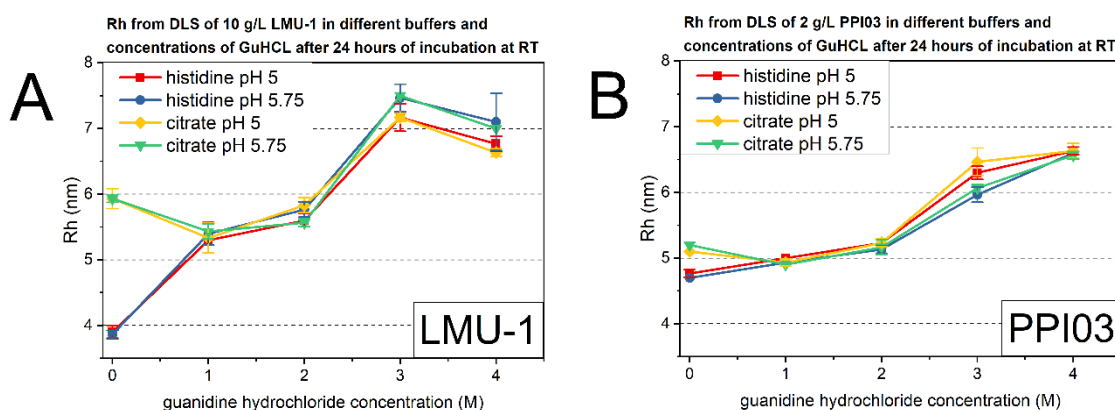 Rh from DLS of 10 g/L LMU-1 in different buffers and
concentrations of GuHCL after 24 hours of incubation at RT
A
8
7
6
5
4
Rh (nm)
histidine pH 5
histidine pH 5.75
citrate pH 5
citrate pH 5.75
LMU-1
0 1 2 3 4
guanidine hydrochloride concentration (M)
Rh from DLS of 2 g/L PPI03 in different buffers and
concentrations of GuHCL after 24 hours of incubation at RT
B
8
7
6
5
4
Rh (nm)
histidine pH 5
histidine pH 5.75
citrate pH 5
citrate pH 5.75
PPI03
0 1 2 3 4
guanidine hydrochloride concentration (M)